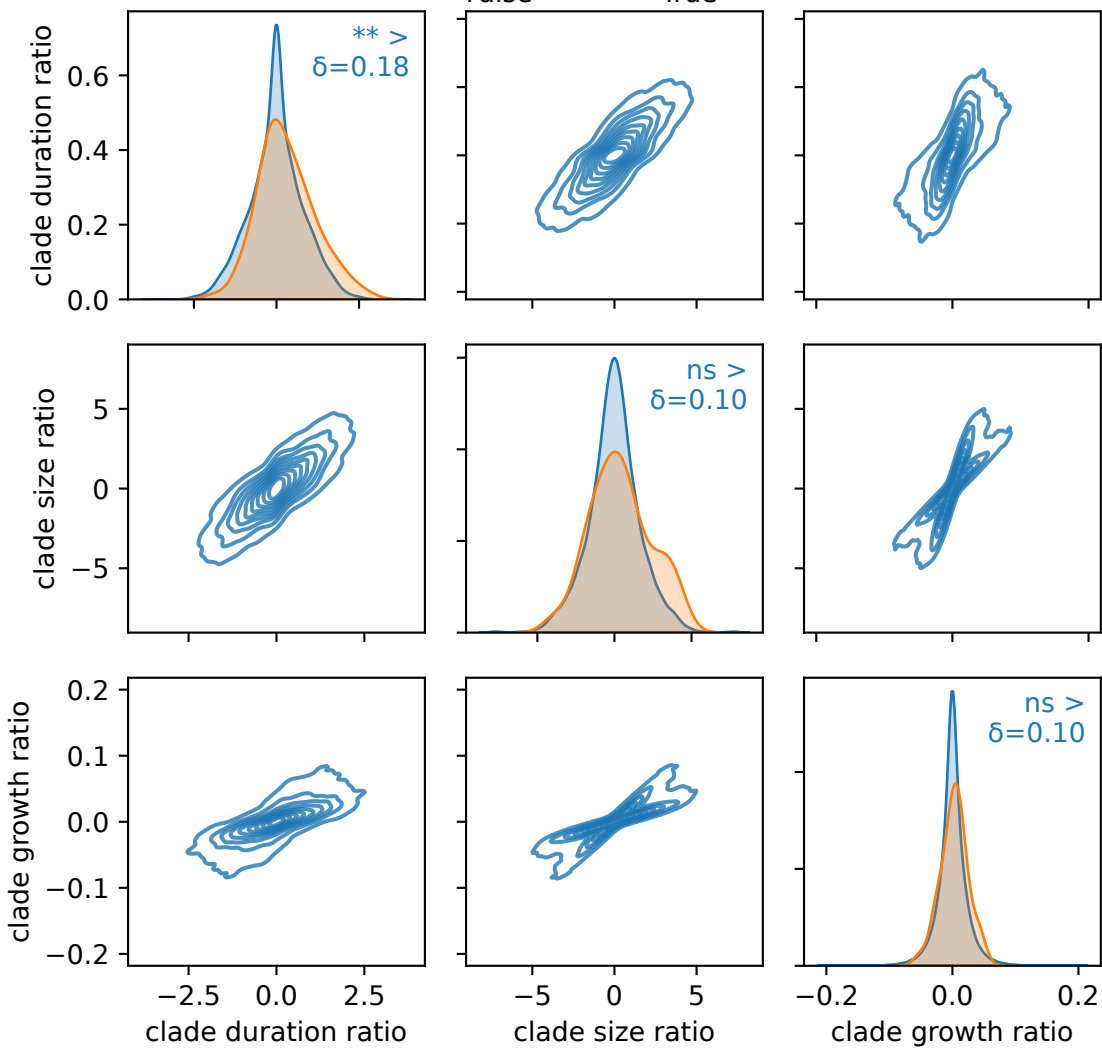 ** >
δ=0.18
clade duration ratio
0.6
0.4
0.2
0.0
ns >
δ=0.10
clade size ratio
5
0
−5
ns >
δ=0.10
clade growth ratio
0.2
0.1
0.0
−0.1
−0.2
−2.5 0.0 2.5
−5 0 5
−0.2 0.0 0.2
clade duration ratio
clade size ratio
clade growth ratio